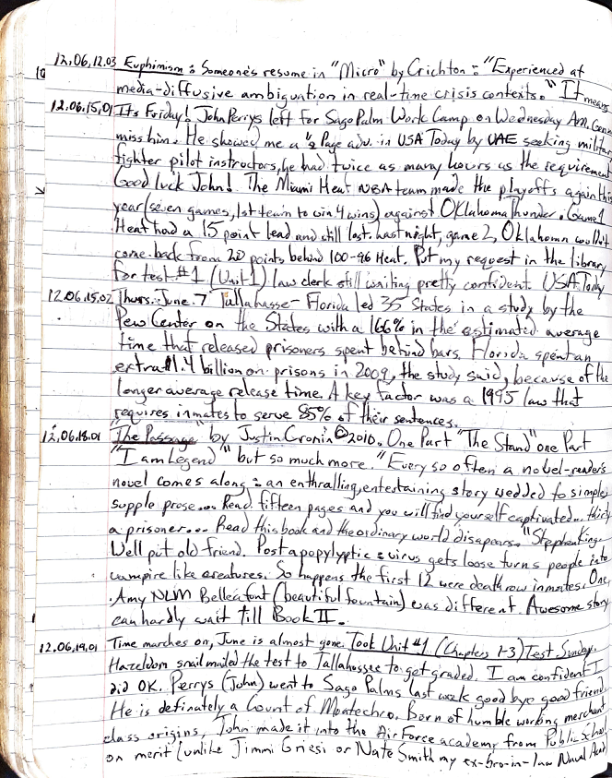 12,06,12.03 Euphimism: Someone's resume in "Micro" by Crichton: "Experienced at
media-diffusive ambiguation in real-time crisis contexts." It means
12.06.15,01 Its Friday! John Perrys left for Sago Palm Work Camp on Wednesday Am, Gonna
miss him. He showed me a ½ Page adv. in USA Today by UAE seeking military
fighter pilot instructors, he had twice as many hours as the requirement
Good luck John! The Miami Heat NBA team made the playoffs again this
year (seven games, 1st team to win 4 wins) against Oklahoma Thunder. Game 1
Heat had a 15 point lead and still lost. Last night, game 2, Oklahoma couldn't
come back from 20 points behind 100-96 Heat. Put my request in the library
for test #1 (Unit 1) law clerk still waiting pretty confident. USA Today
12.06.15.02 Thurs. June 7 Tallahasse- Florida led 35 States in a study by the
Pew Center on the States with a 166% in the estimated average
time that released prisoners spent behind bars. Florida spent an
extra 1.4 billion on prisons in 2009, the study said, because of the
longer average release time. A key factor was a 1995 law that
requires inmates to serve 85% of their sentences.
12,06,18.01 "The Passage" by Justin Cronin ©2010. One Part "The Stand" one Part
"I am Legend" but so much more. "Every so often a novel-readers
novel comes along: an enthralling, entertaining story wedded to simple
supple prose... Read fifteen pages and you will find yourself captivated..
a prisoner... Read this book and the ordinary world disapears. "Stephen King.
Well put old friend. Post apopylyptic a virus gets loose turns people into
vampire like creatures. So happens the first 12 were death row inmates. One,
Amy NLM Bellefont (beautiful fountain) was different. Awesome story
can hardly wait till Book II.
12,06,19,01 Time marches on, June is almost gone. Took Unit #1 (Chapters 1-3) Test Sunday.
Hazeldom snail mailed the test to Tallahassee to get graded. I am confident I
did OK. Perrys (John) went to Sago Palms last week good bye good friend
He is definately a Count of Montechro. Born of humble working merchant
class origins, John made it into the Air Force academy from Public school
on merit (unlike Jimmi Griesi or Nate Smith my ex-bro-in-law Naval Acad